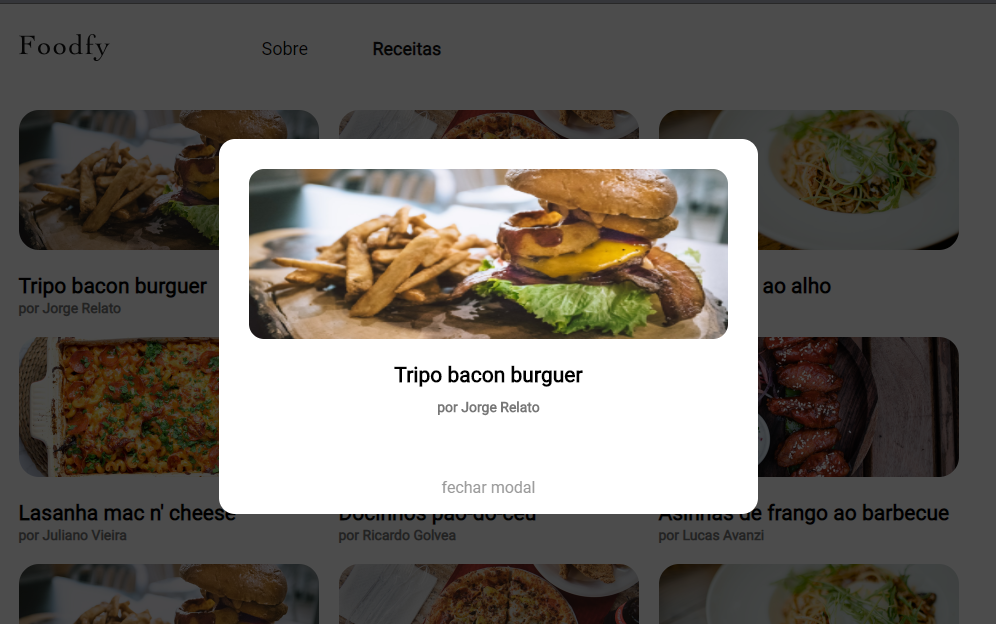 Foodfy
Sobre
Receitas
Tripo bacon burguer
por Jorge Relato
ao alho
Tripo bacon burguer
por Jorge Relato
fechar modal
Lasanha mac n' cheese
por Juliano Vieira
Docinhos pão-do-céu
por Ricardo Golvea
Asinhas de frango ao barbecue
por Lucas Avanzi